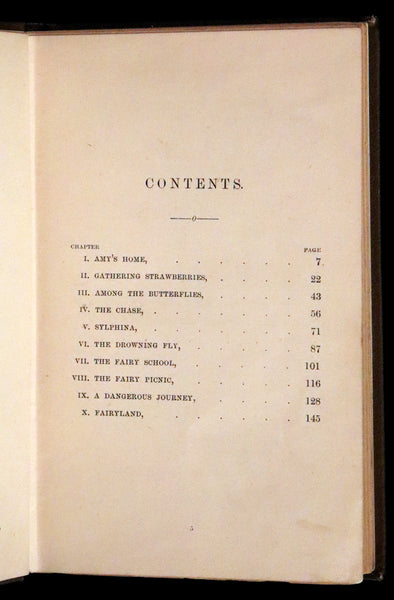 CONTENTS.
CHAPTER PAGE
I. AMY'S HOME, . . . . . . 7
II. GATHERING STRAWBERRIES, . . . . 22
III. AMONG THE BUTTERFLIES, . . . . 43
IV. THE CHASE, . . . . . . . 56
V. SYLPHINA, . . . . . . . 71
VI. THE DROWNING FLY, . . . . . 87
VII. THE FAIRY SCHOOL, . . . . . 101
VIII. THE FAIRY PICNIC, . . . . . 116
IX. A DANGEROUS JOURNEY, . . . . 128
X. FAIRYLAND, . . . . . . 145
5